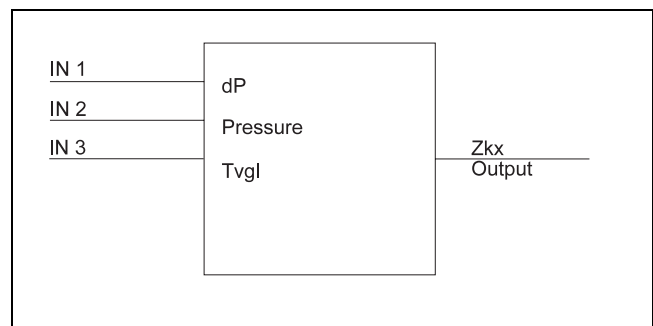 IN 1
dP
IN 2
Pressure
IN 3
Tvgl
Zkx
Output